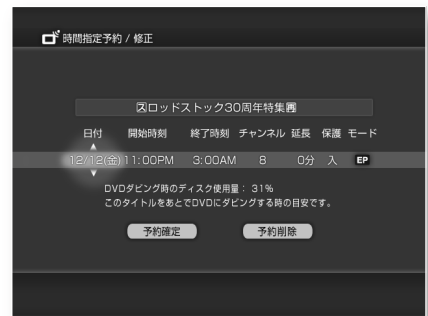 時間指定予約 / 修正
🈡ロッドストック30周年特集🈞
日付 開始時刻 終了時刻 チャンネル 延長 保護 モード
12/12(金) 11:00PM 3:00AM 8 0分 入 EP
DVDダビング時のディスク使用量： 31%
このタイトルをあとでDVDにダビングする時の目安です。
予約確定 予約削除